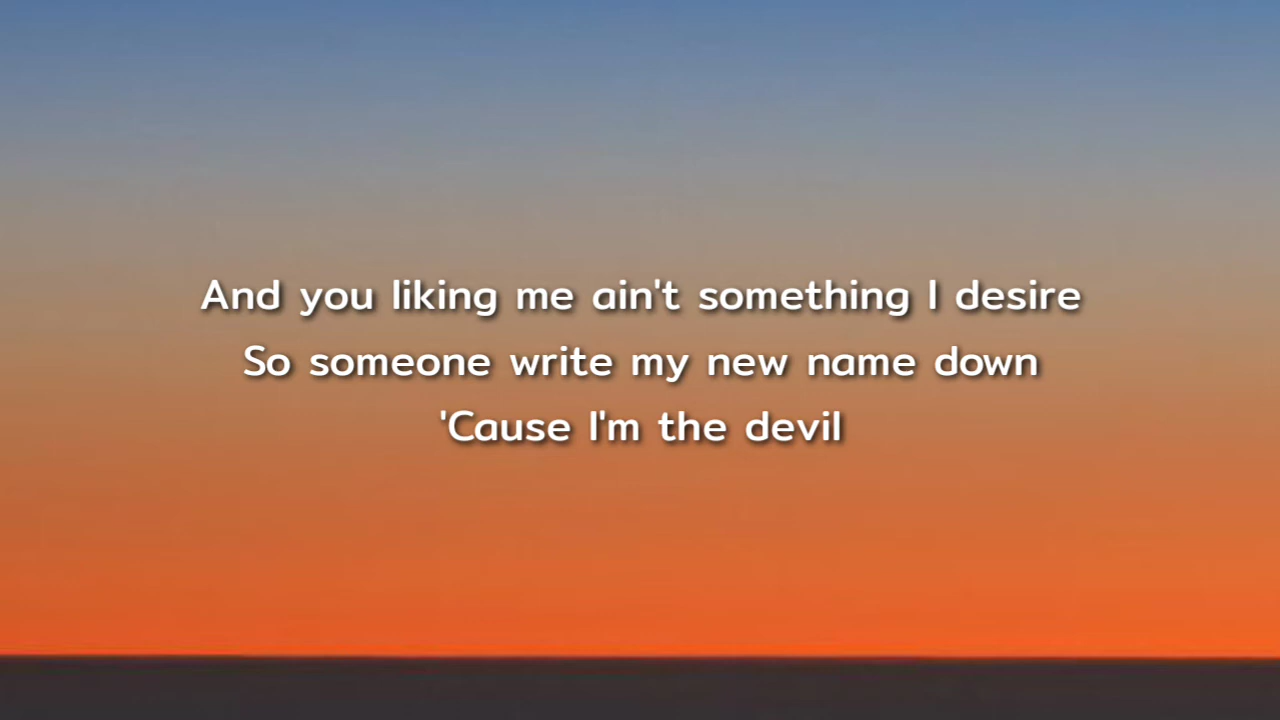 And you liking me ain't something I desire
So someone write my new name down
'Cause I'm the devil